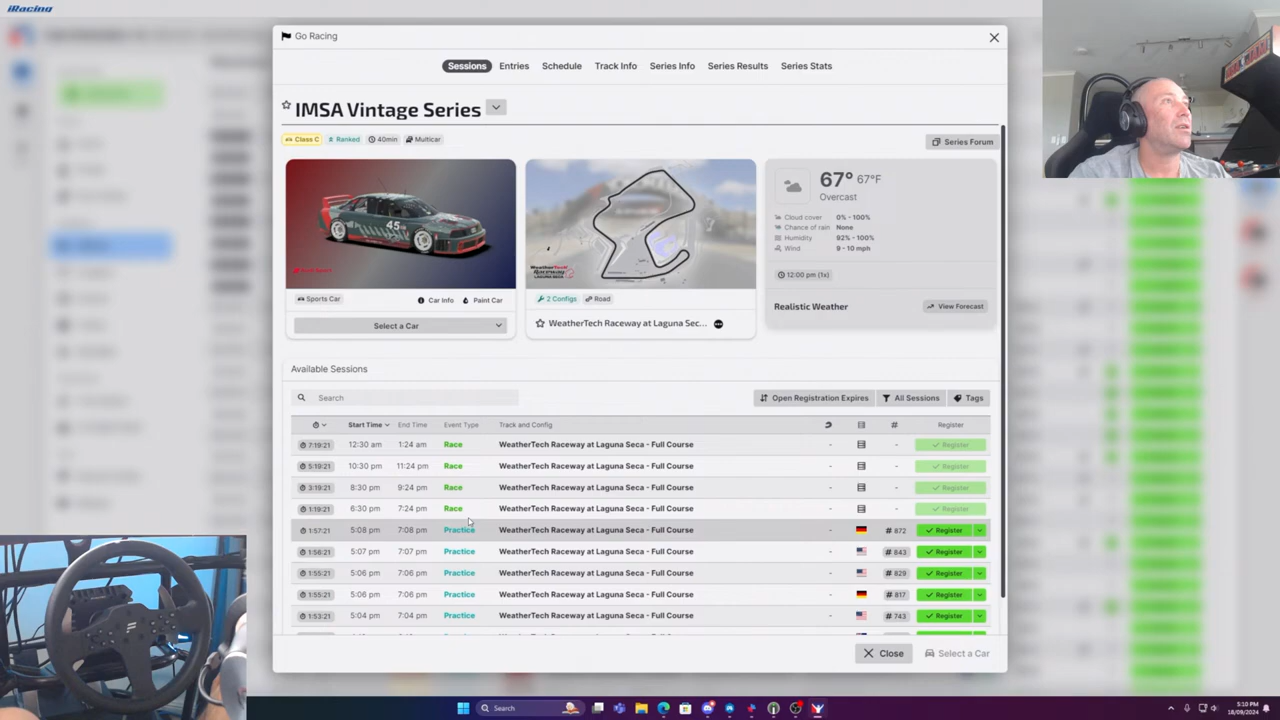 iRacing
Go Racing
Sessions Entries Schedule Track Info Series Info Series Results Series Stats
IMSA Vintage Series
Class C Ranked 40min Multicar
Series Forum
45
67° 67°F
Overcast
Cloud cover 0% - 100%
Chance of rain None
Humidity 92% - 100%
Wind 9 - 10 mph
12:00 pm (1x)
Realistic Weather View Forecast
Sports Car Car Info Paint Car
Select a Car
2 Configs Road
WeatherTech Raceway at Laguna Sec...
Available Sessions
Search Open Registration Expires All Sessions Tags
Start Time End Time Event Type Track and Config # Register
7:19:21 12:30 am 1:24 am Race WeatherTech Raceway at Laguna Seca - Full Course - - Register
5:19:21 10:30 pm 11:24 pm Race WeatherTech Raceway at Laguna Seca - Full Course - - Register
3:19:21 8:30 pm 9:24 pm Race WeatherTech Raceway at Laguna Seca - Full Course - - Register
1:19:21 6:30 pm 7:24 pm Race WeatherTech Raceway at Laguna Seca - Full Course - - Register
1:57:21 5:08 pm 7:08 pm Practice WeatherTech Raceway at Laguna Seca - Full Course - # 872 Register
1:56:21 5:07 pm 7:07 pm Practice WeatherTech Raceway at Laguna Seca - Full Course - # 843 Register
1:55:21 5:06 pm 7:06 pm Practice WeatherTech Raceway at Laguna Seca - Full Course - # 829 Register
1:55:21 5:06 pm 7:06 pm Practice WeatherTech Raceway at Laguna Seca - Full Course - # 817 Register
1:53:21 5:04 pm 7:04 pm Practice WeatherTech Raceway at Laguna Seca - Full Course - # 743 Register
Close Select a Car
Search
5:10 PM
18/09/2024